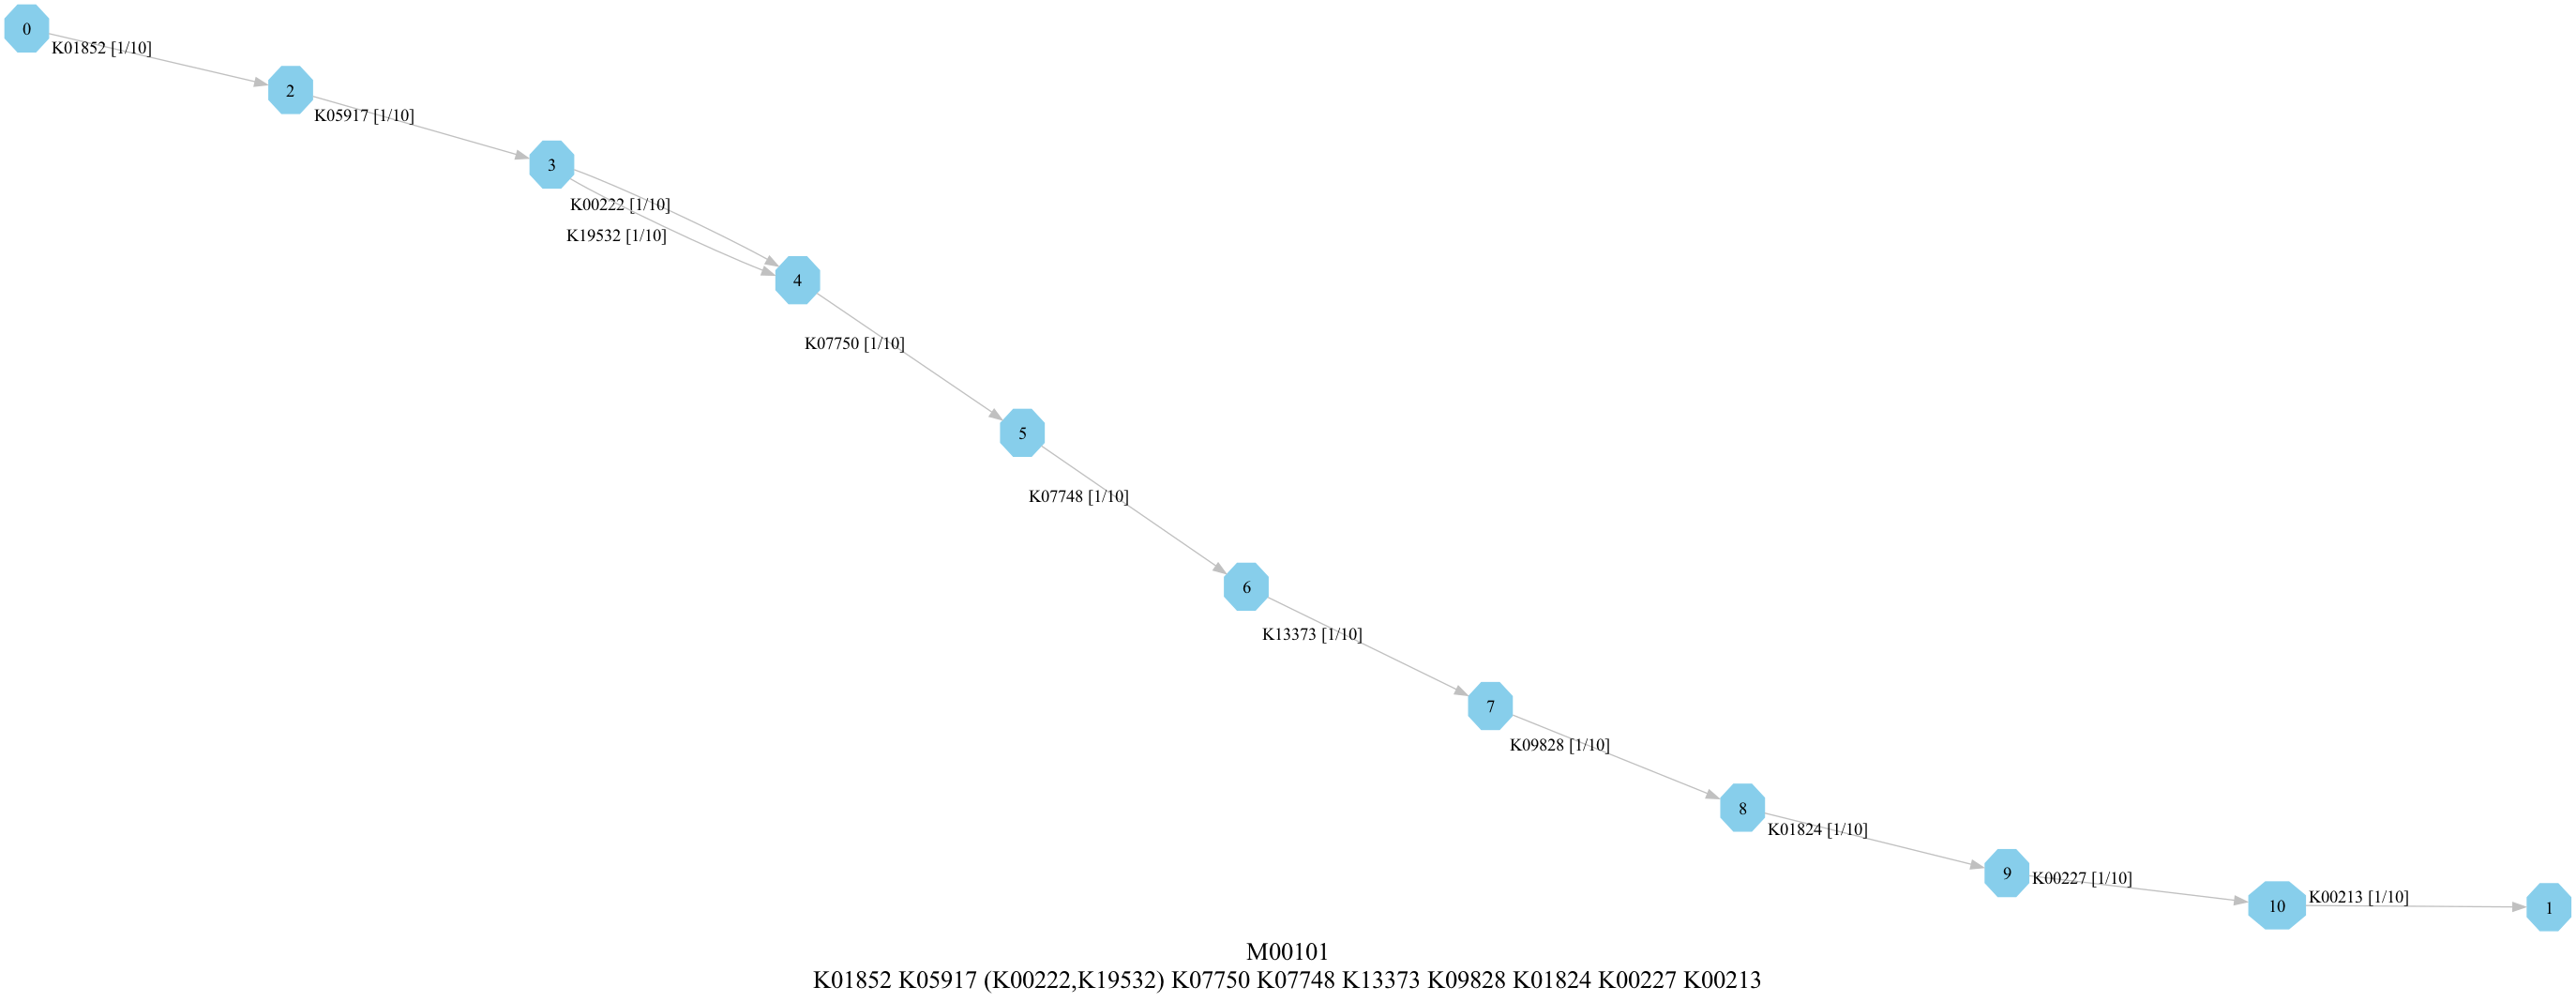 0
K01852 [1/10]
2
K05917 [1/10]
3
K00222 [1/10]
K19532 [1/10]
4
K07750 [1/10]
5
K07748 [1/10]
6
K13373 [1/10]
7
K09828 [1/10]
8
K01824 [1/10]
9
K00227 [1/10]
10
K00213 [1/10]
1
M00101
K01852 K05917 (K00222,K19532) K07750 K07748 K13373 K09828 K01824 K00227 K00213